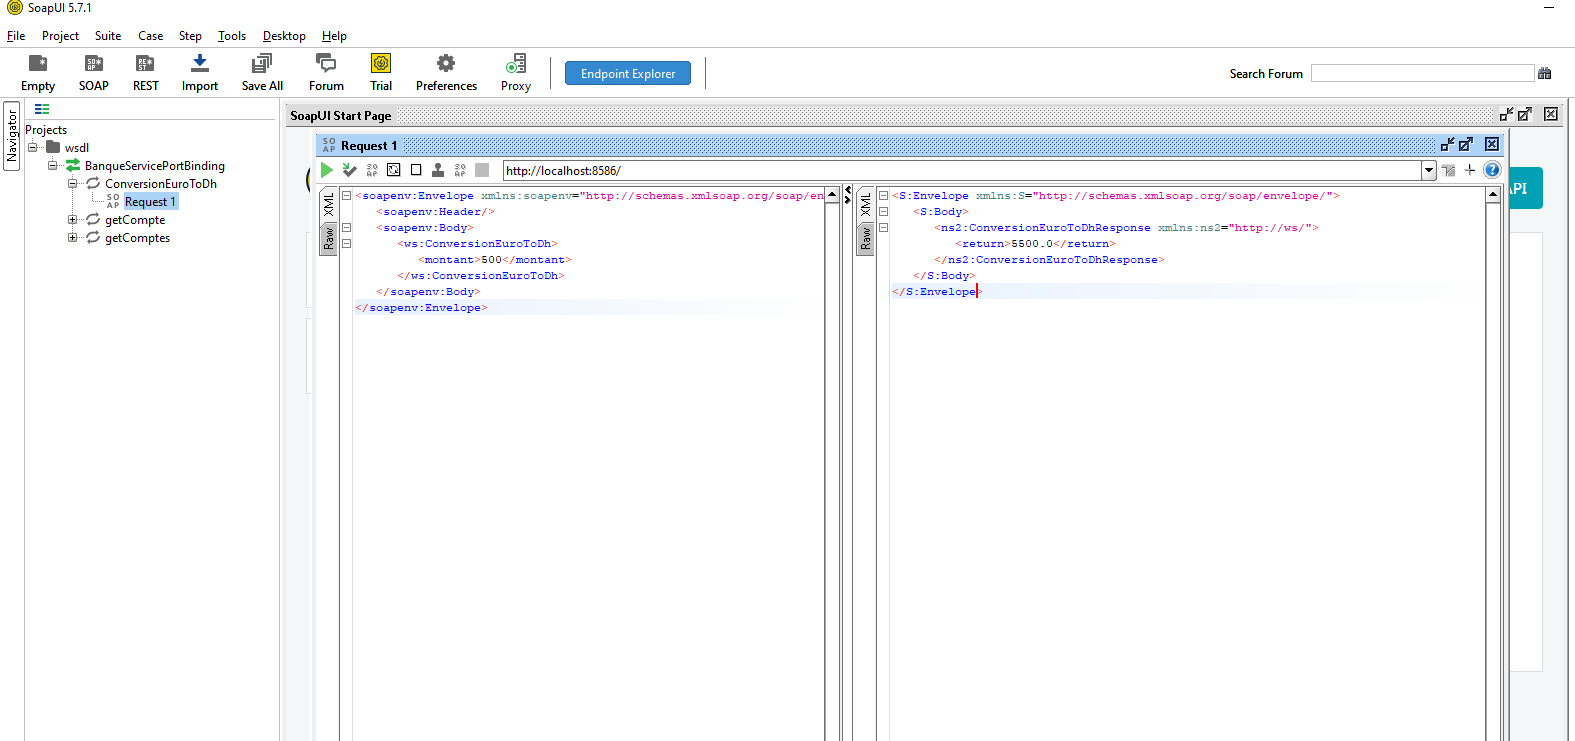 SoapUI 5.7.1
File Project Suite Case Step Tools Desktop Help
Empty SOAP REST Import Save All Forum Trial Preferences Proxy Endpoint Explorer Search Forum
Navigator
Projects
wsdl
BanqueServicePortBinding
ConversionEuroToDh
SO AP Request 1
getCompte
getComptes
SoapUI Start Page
SO AP Request 1
http://localhost:8586/
API
XML
Raw
<soapenv:Envelope xmlns:soapenv="http://schemas.xmlsoap.org/soap/en
<soapenv:Header/>
<soapenv:Body>
<ws:ConversionEuroToDh>
<montant>500</montant>
</ws:ConversionEuroToDh>
</soapenv:Body>
</soapenv:Envelope>
XML
Raw
<S:Envelope xmlns:S="http://schemas.xmlsoap.org/soap/envelope/">
<S:Body>
<ns2:ConversionEuroToDhResponse xmlns:ns2="http://ws/">
<return>5500.0</return>
</ns2:ConversionEuroToDhResponse>
</S:Body>
</S:Envelope>